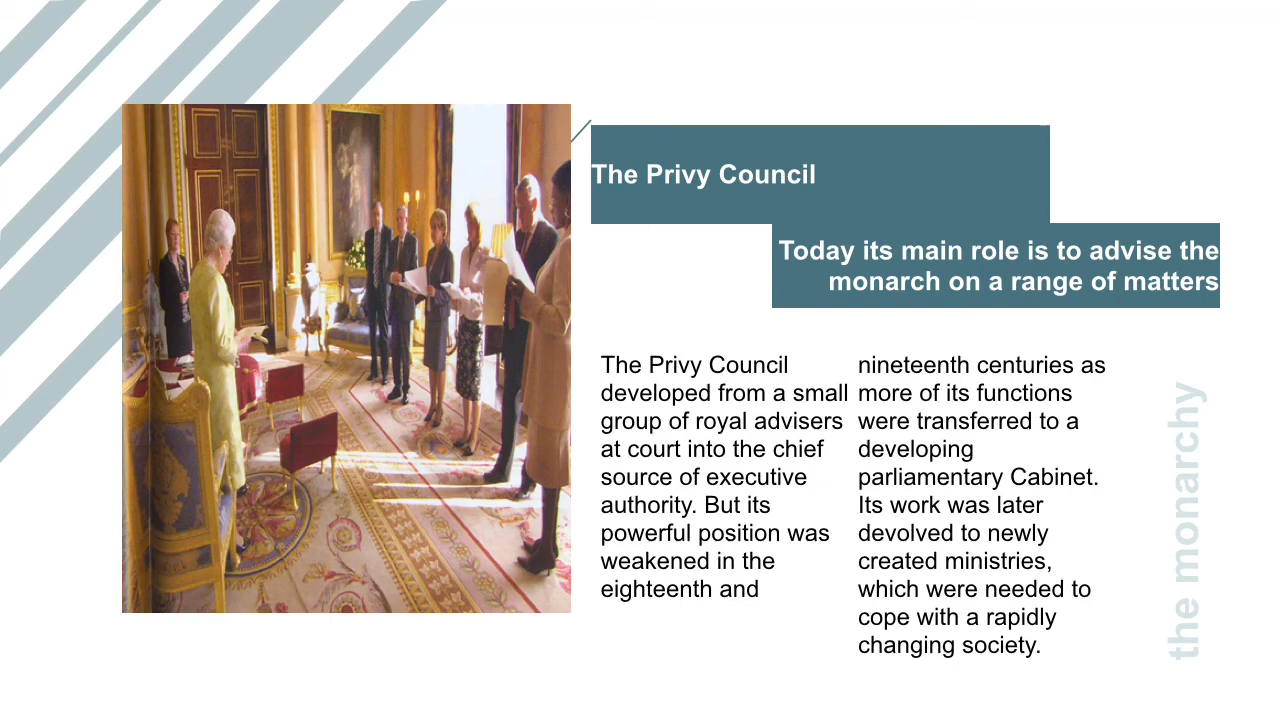 The Privy Council
Today its main role is to advise the
monarch on a range of matters
The Privy Council
developed from a small
group of royal advisers
at court into the chief
source of executive
authority. But its
powerful position was
weakened in the
eighteenth and
nineteenth centuries as
more of its functions
were transferred to a
developing
parliamentary Cabinet.
Its work was later
devolved to newly
created ministries,
which were needed to
cope with a rapidly
changing society.
the monarchy